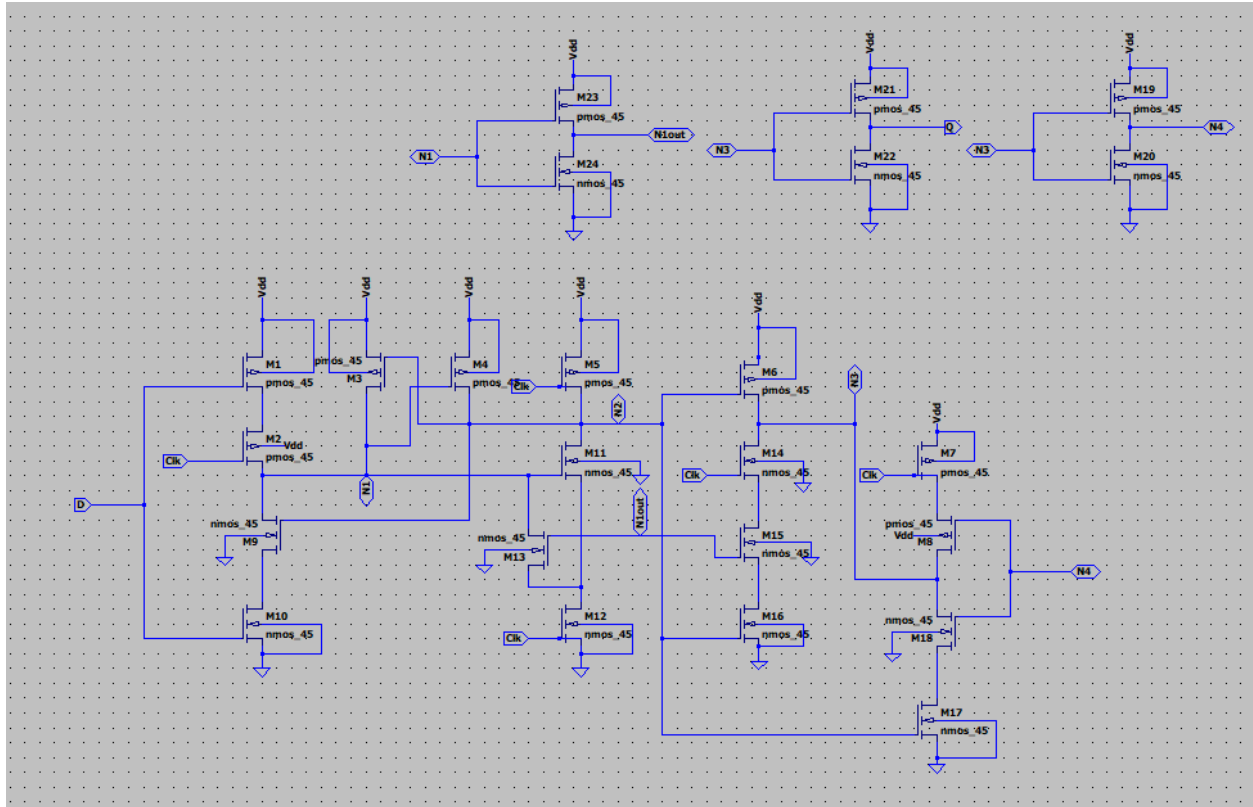 Vdd
M23
pmos_45
N1out
N1
M24
nmos_45
Vdd
M21
pmos_45
Q
N3
M22
nmos_45
Vdd
M19
pmos_45
N4
N3
M20
nmos_45
Vdd
M1
pmos_45
M2
Vdd
pmos_45
Clk
D
nmos_45
M9
M10
nmos_45
Vdd
pmos_45
M3
N1
Vdd
M4
pmos_45
Vdd
M5
pmos_45
Clk
N2
M11
nmos_45
N1out
nmos_45
M13
M12
nmos_45
Clk
Vdd
M6
pmos_45
N3
M14
nmos_45
Clk
M15
nmos_45
M16
nmos_45
Vdd
M7
pmos_45
Clk
pmos_45
Vdd
M8
N4
nmos_45
M18
M17
nmos_45